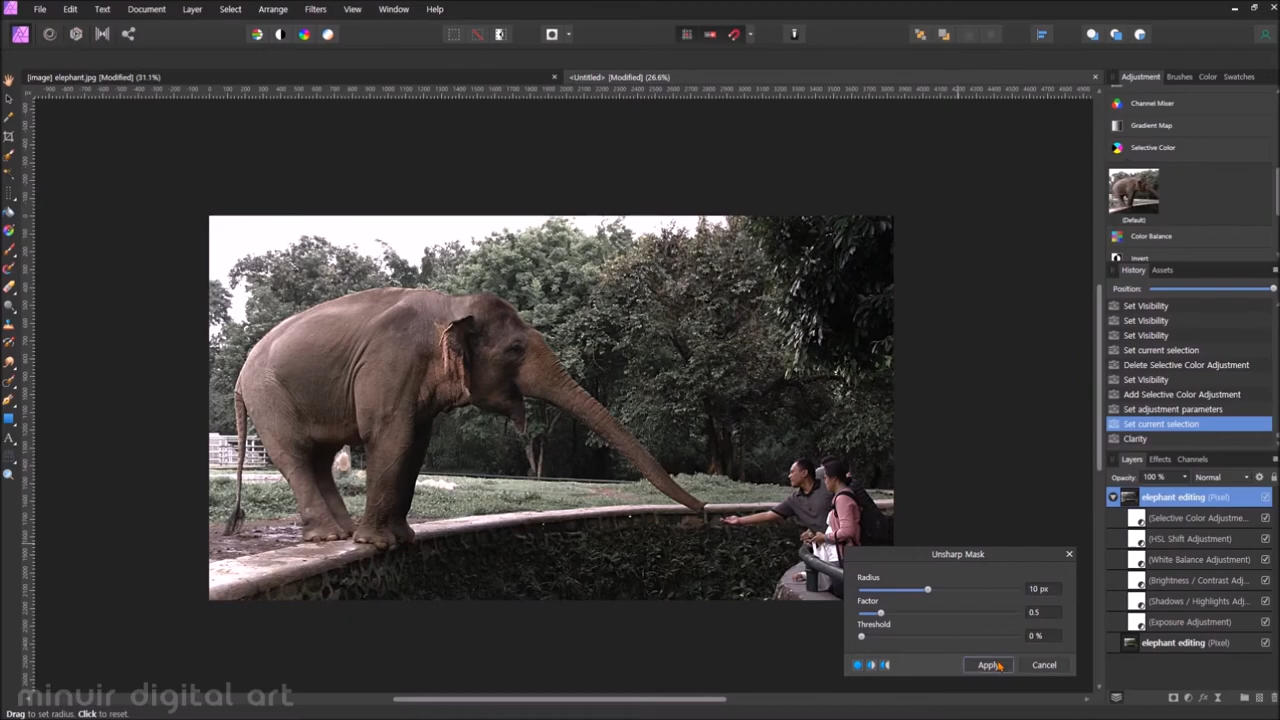 File Edit Text Document Layer Select Arrange Filters View Window Help
[image] elephant.jpg [Modified] (31.1%)
<Untitled> [Modified] (26.6%)
Adjustment Brushes Color Swatches
Channel Mixer
Gradient Map
Selective Color
(Default)
Color Balance
Invert
History Assets
Position:
Set Visibility
Set Visibility
Set Visibility
Set current selection
Delete Selective Color Adjustment
Set Visibility
Add Selective Color Adjustment
Set adjustment parameters
Set current selection
Clarity
Layers Effects Channels
Opacity: 100 % Normal
elephant editing (Pixel)
(Selective Color Adjustme...
(HSL Shift Adjustment)
(White Balance Adjustment)
(Brightness / Contrast Adj...
(Shadows / Highlights Adj...
(Exposure Adjustment)
elephant editing (Pixel)
Unsharp Mask
Radius
10 px
Factor
0.5
Threshold
0 %
Apply Cancel
minuir digital art
Drag to set radius. Click to reset.